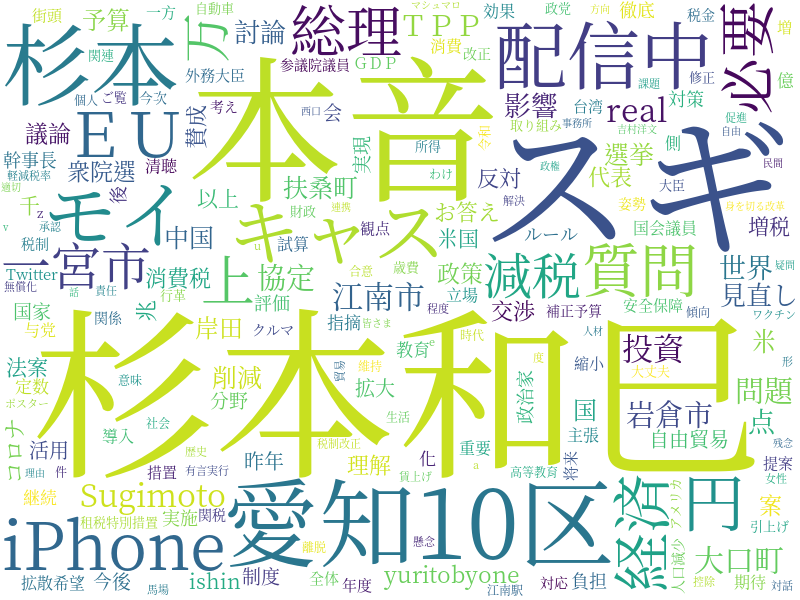 街頭
予算
一方
自動車
万
討論
マシュマロ
総理
効果
政党
方向
徹底
税金
増
杉本
関連
外務大臣
参議院議員
ＴＰＰ
消費
改正
ＧＤＰ
配信中
必要
億
個人
ご覧
今次
賛成
考え
会
本音
影響
台湾
修正
課題
対策
real
促進
自由
議論
ＥＵ
西口
令和
取り組み
事務所
吉村洋文
幹事長
清聴
衆院選
実現
所得
スギ
選挙
側
代表
政権
大臣
民間
軽減税率
適切
モイ
後
以上
扶桑町
わけ
反対
解決
姿勢
身を切る改革
千
z
v
承認
税制
中国
財政
連携
キャス
観点
お答え
ルール
国会議員
増税
一宮市
u
試算
米国
疑問
Twitter
無償化
話
責任
消費税
行革
上
協定
評価
合意
歳費
政策
立場
減税
質問
世界
見直し
国家
兆
江南市
程度
交渉
補正予算
安全保障
傾向
ワクチン
与党
関係
岸田
クルマ
指摘
皆さま
時代
人材
米
形
法案
定数
意味
杉本和巳
削減
貿易
教育
e
維持
度
投資
縮小
大丈夫
ポスター
社会
分野
拡大
政治家
国
岩倉市
問題
点
コロナ
導入
生活
主張
自由貿易
残念
活用
歴史
税制改正
昨年
重要
将来
提案
理由
件
措置
有言実行
理解
賃上げ
化
a
高等教育
女性
継続
Sugimoto
愛知10区
経済
アメリカ
円
案
引上げ
租税特別措置
実施
関税
離脱
懸念
人口減少
iPhone
大口町
拡散希望
今後
馬場
ishin
制度
全体
年度
yuritobyone
江南駅
対応
負担
控除
期待
対話